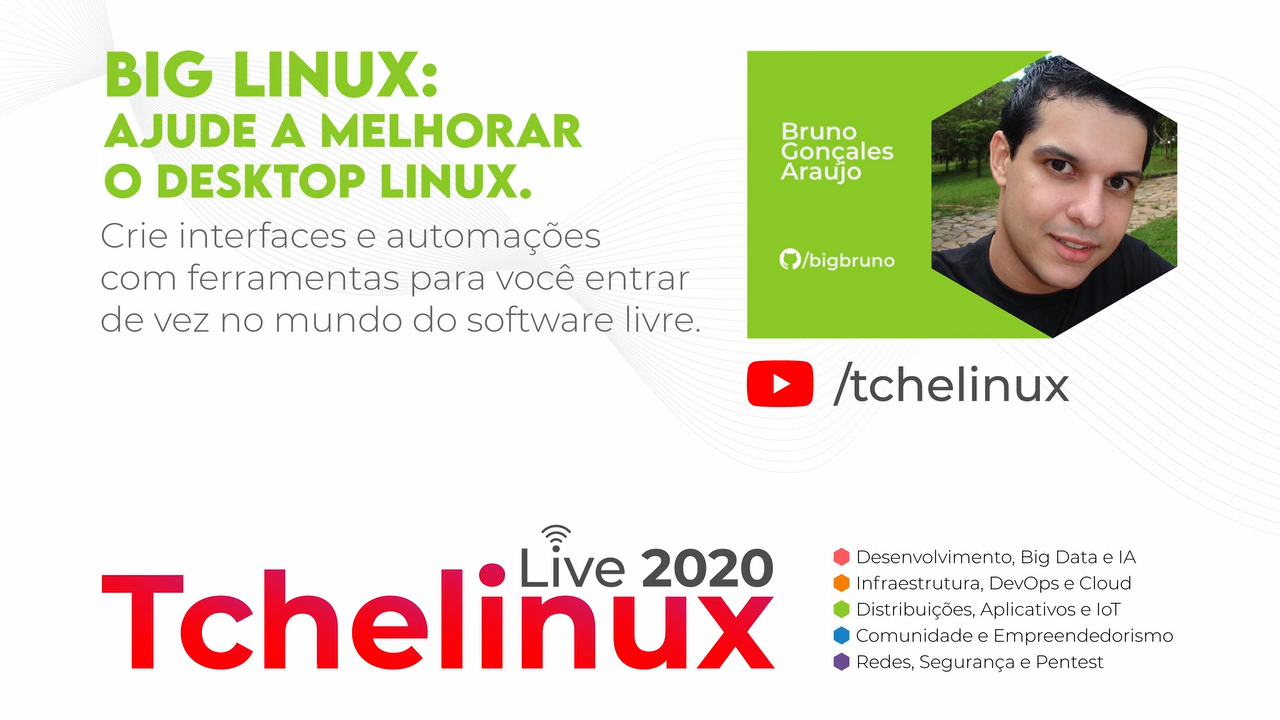 BIG LINUX:
AJUDE A MELHORAR
O DESKTOP LINUX.
Crie interfaces e automações
com ferramentas para você entrar
de vez no mundo do software livre.
Bruno
Gonçales
Araujo
/bigbruno
/tchelinux
Live 2020
Tchelinux
Desenvolvimento, Big Data e IA
Infraestrutura, DevOps e Cloud
Distribuições, Aplicativos e IoT
Comunidade e Empreendedorismo
Redes, Segurança e Pentest